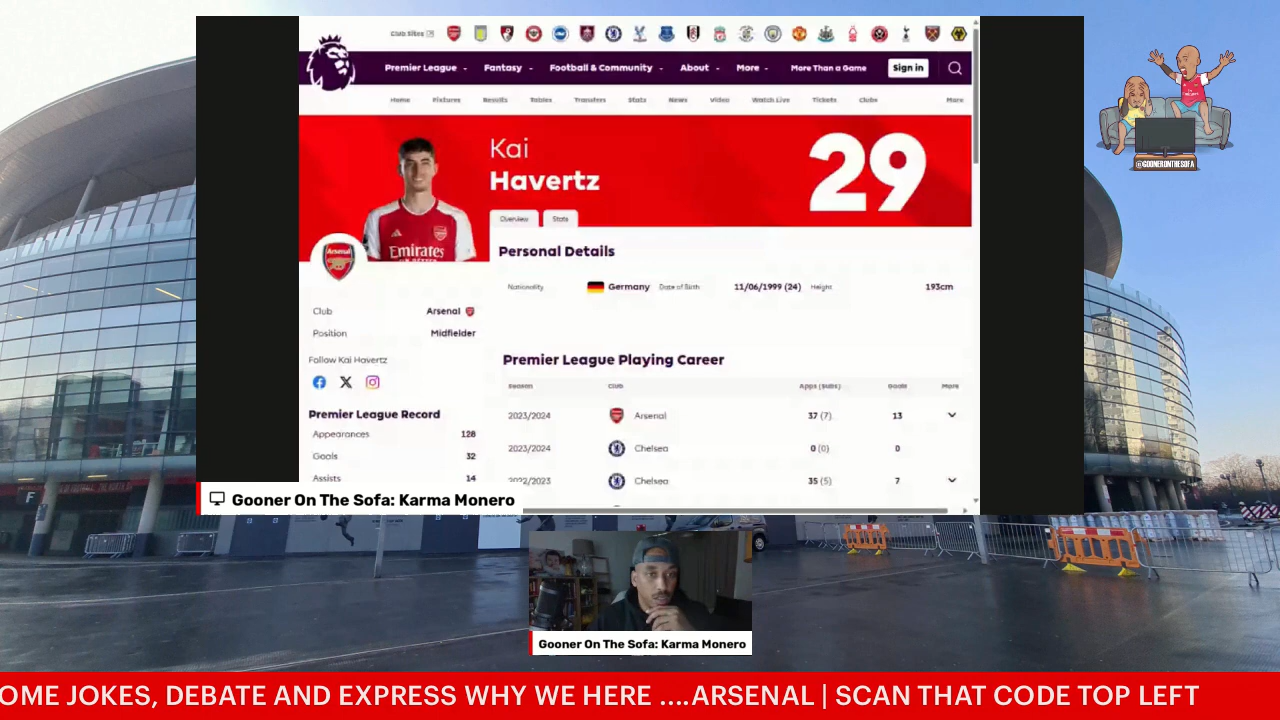 Club Sites
Premier League Fantasy Football & Community About More More Than a Game Sign in
Home Fixtures Results Tables Transfers Stats News Video Watch Live Tickets Clubs More
Kai
Havertz
29
Overview Stats
Emirates
Arsenal
Personal Details
Nationality Germany Date of Birth 11/06/1999 (24) Height 193cm
Club Arsenal
Position Midfielder
Follow Kai Havertz
Premier League Record
Appearances 128
Goals 32
Assists 14
Premier League Playing Career
Season Club Apps (Subs) Goals More
2023/2024 Arsenal 37 (7) 13
2023/2024 Chelsea 0 (0) 0
2022/2023 Chelsea 35 (5) 7
@GOONERONTHESOFA
F
Gooner On The Sofa: Karma Monero
Gooner On The Sofa: Karma Monero
OME JOKES, DEBATE AND EXPRESS WHY WE HERE ....ARSENAL | SCAN THAT CODE TOP LEFT